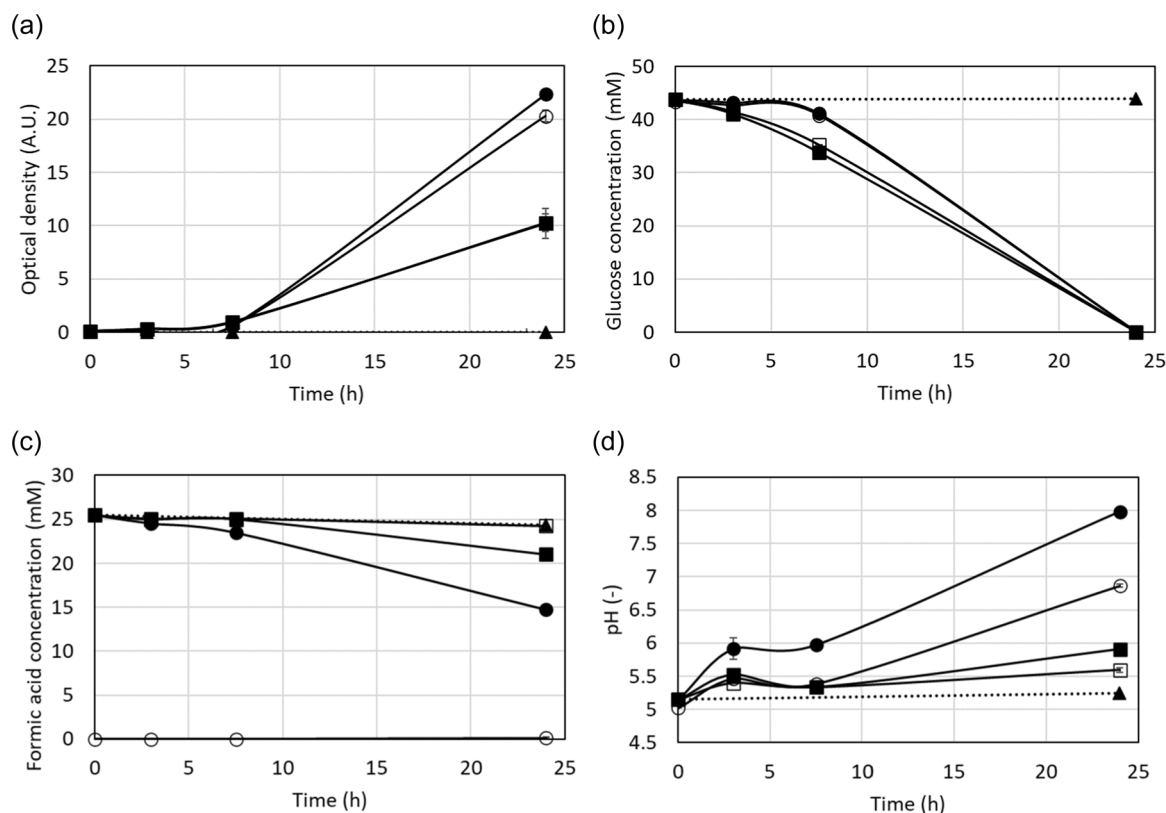 (a)
Optical density (A.U.)
25
20
15
10
5
0
0 5 10 15 20 25
Time (h)
(b)
Glucose concentration (mM)
50
40
30
20
10
0
0 5 10 15 20 25
Time (h)
(c)
Formic acid concentration (mM)
30
25
20
15
10
5
0
0 5 10 15 20 25
Time (h)
(d)
pH (-)
8.5
8
7.5
7
6.5
6
5.5
5
4.5
0 5 10 15 20 25
Time (h)